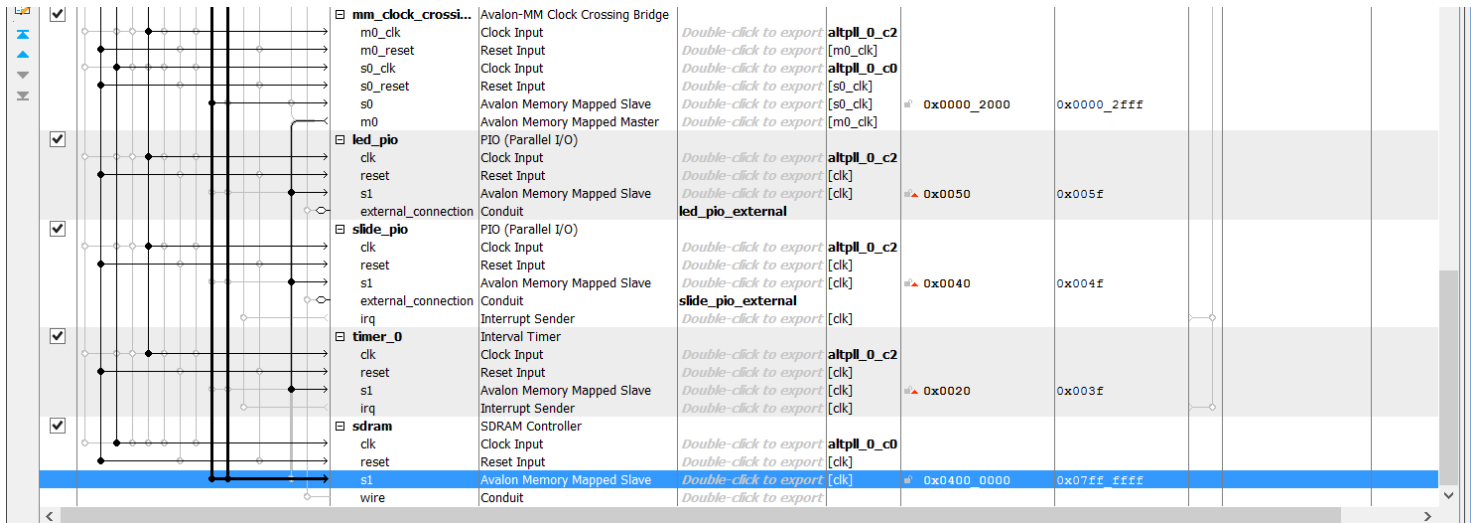 mm_clock_crossi... Avalon-MM Clock Crossing Bridge
m0_clk Clock Input Double-click to export altpll_0_c2
m0_reset Reset Input Double-click to export [m0_clk]
s0_clk Clock Input Double-click to export altpll_0_c0
s0_reset Reset Input Double-click to export [s0_clk]
s0 Avalon Memory Mapped Slave Double-click to export [s0_clk] 0x0000_2000 0x0000_2fff
m0 Avalon Memory Mapped Master Double-click to export [m0_clk]
led_pio PIO (Parallel I/O)
clk Clock Input Double-click to export altpll_0_c2
reset Reset Input Double-click to export [clk]
s1 Avalon Memory Mapped Slave Double-click to export [clk] 0x0050 0x005f
external_connection Conduit led_pio_external
slide_pio PIO (Parallel I/O)
clk Clock Input Double-click to export altpll_0_c2
reset Reset Input Double-click to export [clk]
s1 Avalon Memory Mapped Slave Double-click to export [clk] 0x0040 0x004f
external_connection Conduit slide_pio_external
irq Interrupt Sender Double-click to export [clk]
timer_0 Interval Timer
clk Clock Input Double-click to export altpll_0_c2
reset Reset Input Double-click to export [clk]
s1 Avalon Memory Mapped Slave Double-click to export [clk] 0x0020 0x003f
irq Interrupt Sender Double-click to export [clk]
sdram SDRAM Controller
clk Clock Input Double-click to export altpll_0_c0
reset Reset Input Double-click to export [clk]
s1 Avalon Memory Mapped Slave Double-click to export [clk] 0x0400_0000 0x07ff_ffff
wire Conduit Double-click to export